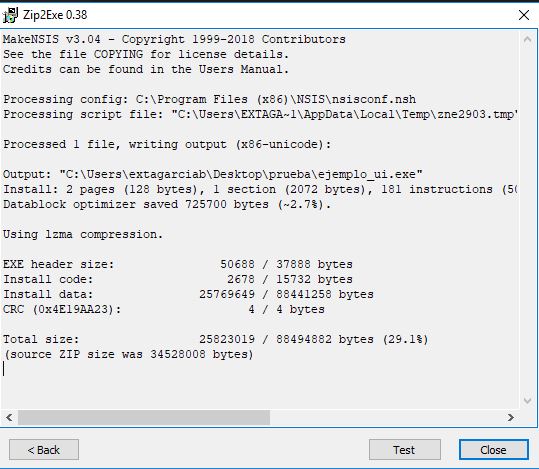 Zip2Exe 0.38
MakeNSIS v3.04 - Copyright 1999-2018 Contributors
See the file COPYING for license details.
Credits can be found in the Users Manual.
Processing config: C:\Program Files (x86)\NSIS\nsisconf.nsh
Processing script file: "C:\Users\EXTAGA~1\AppData\Local\Temp\zne2903.tmp"
Processed 1 file, writing output (x86-unicode):
Output: "C:\Users\extagarciab\Desktop\prueba\ejemplo_ui.exe"
Install: 2 pages (128 bytes), 1 section (2072 bytes), 181 instructions (50
Datablock optimizer saved 725700 bytes (~2.7%).
Using lzma compression.
EXE header size: 50688 / 37888 bytes
Install code: 2678 / 15732 bytes
Install data: 25769649 / 88441258 bytes
CRC (0x4E19AA23): 4 / 4 bytes
Total size: 25823019 / 88494882 bytes (29.1%)
(source ZIP size was 34528008 bytes)
< Back
Test
Close